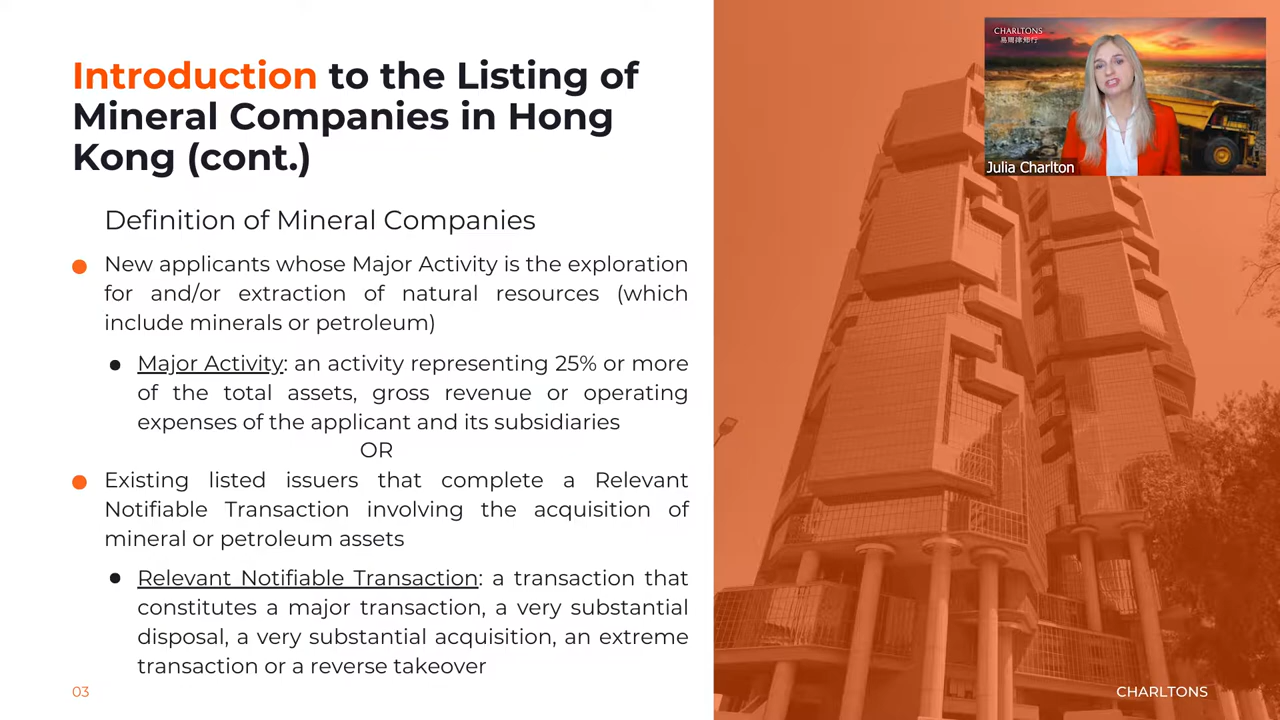 Introduction to the Listing of
Mineral Companies in Hong
Kong (cont.)
Definition of Mineral Companies
New applicants whose Major Activity is the exploration
for and/or extraction of natural resources (which
include minerals or petroleum)
Major Activity: an activity representing 25% or more
of the total assets, gross revenue or operating
expenses of the applicant and its subsidiaries
OR
Existing listed issuers that complete a Relevant
Notifiable Transaction involving the acquisition of
mineral or petroleum assets
Relevant Notifiable Transaction: a transaction that
constitutes a major transaction, a very substantial
disposal, a very substantial acquisition, an extreme
transaction or a reverse takeover
03
CHARLTONS
易周律师行
Julia Charlton
CHARLTONS